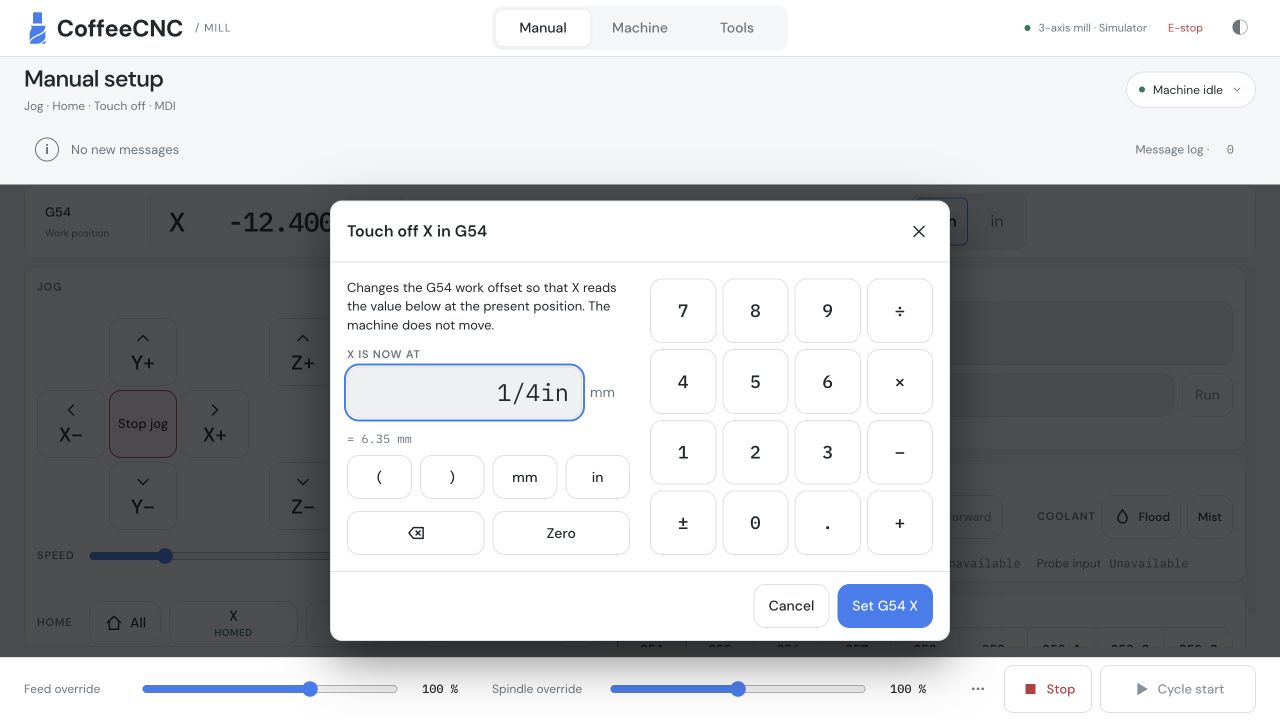 CoffeeCNC / MILL
Manual Machine Tools
3-axis mill · Simulator E-stop
Manual setup
Jog · Home · Touch off · MDI
Machine idle
i No new messages
Message log · 0
G54
Work position
X -12.400
in
JOG
Y+
Z+
X−
Stop jog
X+
Y−
Z−
SPEED
HOME
All
X
HOMED
Run
COOLANT
Flood
Mist
Probe input Unavailable
Touch off X in G54
Changes the G54 work offset so that X reads
the value below at the present position. The
machine does not move.
X IS NOW AT
1/4in mm
= 6.35 mm
( ) mm in
Zero
7 8 9 ÷
4 5 6 ×
1 2 3 −
± 0 . +
Cancel Set G54 X
Feed override 100 %
Spindle override 100 %
··· Stop Cycle start